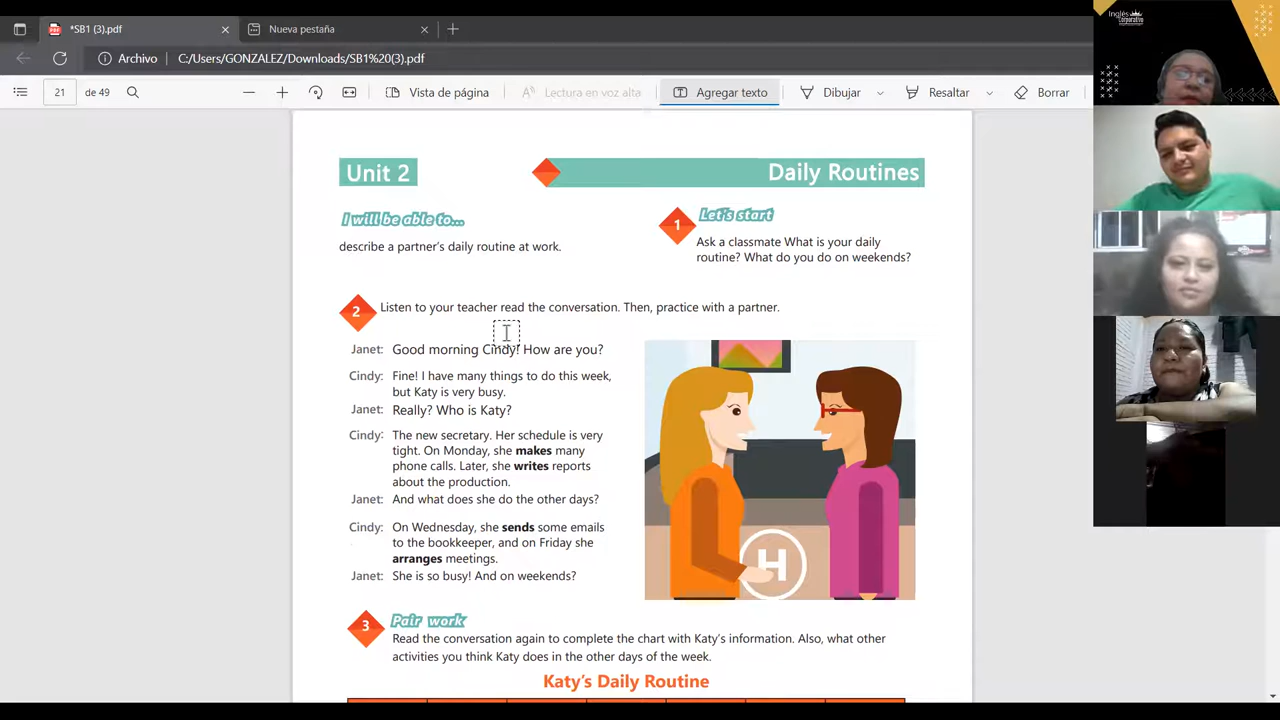 *SB1 (3).pdf
Nueva pestaña
Archivo
C:/Users/GONZALEZ/Downloads/SB1%20(3).pdf
21
de 49
Vista de página
Lectura en voz alta
Agregar texto
Dibujar
Resaltar
Borrar
Inglés
Corporativo
Unit 2
Daily Routines
I will be able to...
describe a partner's daily routine at work.
1
Let's start
Ask a classmate What is your daily
routine? What do you do on weekends?
2
Listen to your teacher read the conversation. Then, practice with a partner.
Janet: Good morning Cindy! How are you?
Cindy: Fine! I have many things to do this week,
but Katy is very busy.
Janet: Really? Who is Katy?
Cindy: The new secretary. Her schedule is very
tight. On Monday, she makes many
phone calls. Later, she writes reports
about the production.
Janet: And what does she do the other days?
Cindy: On Wednesday, she sends some emails
to the bookkeeper, and on Friday she
arranges meetings.
Janet: She is so busy! And on weekends?
H
3
Pair work
Read the conversation again to complete the chart with Katy's information. Also, what other
activities you think Katy does in the other days of the week.
Katy's Daily Routine